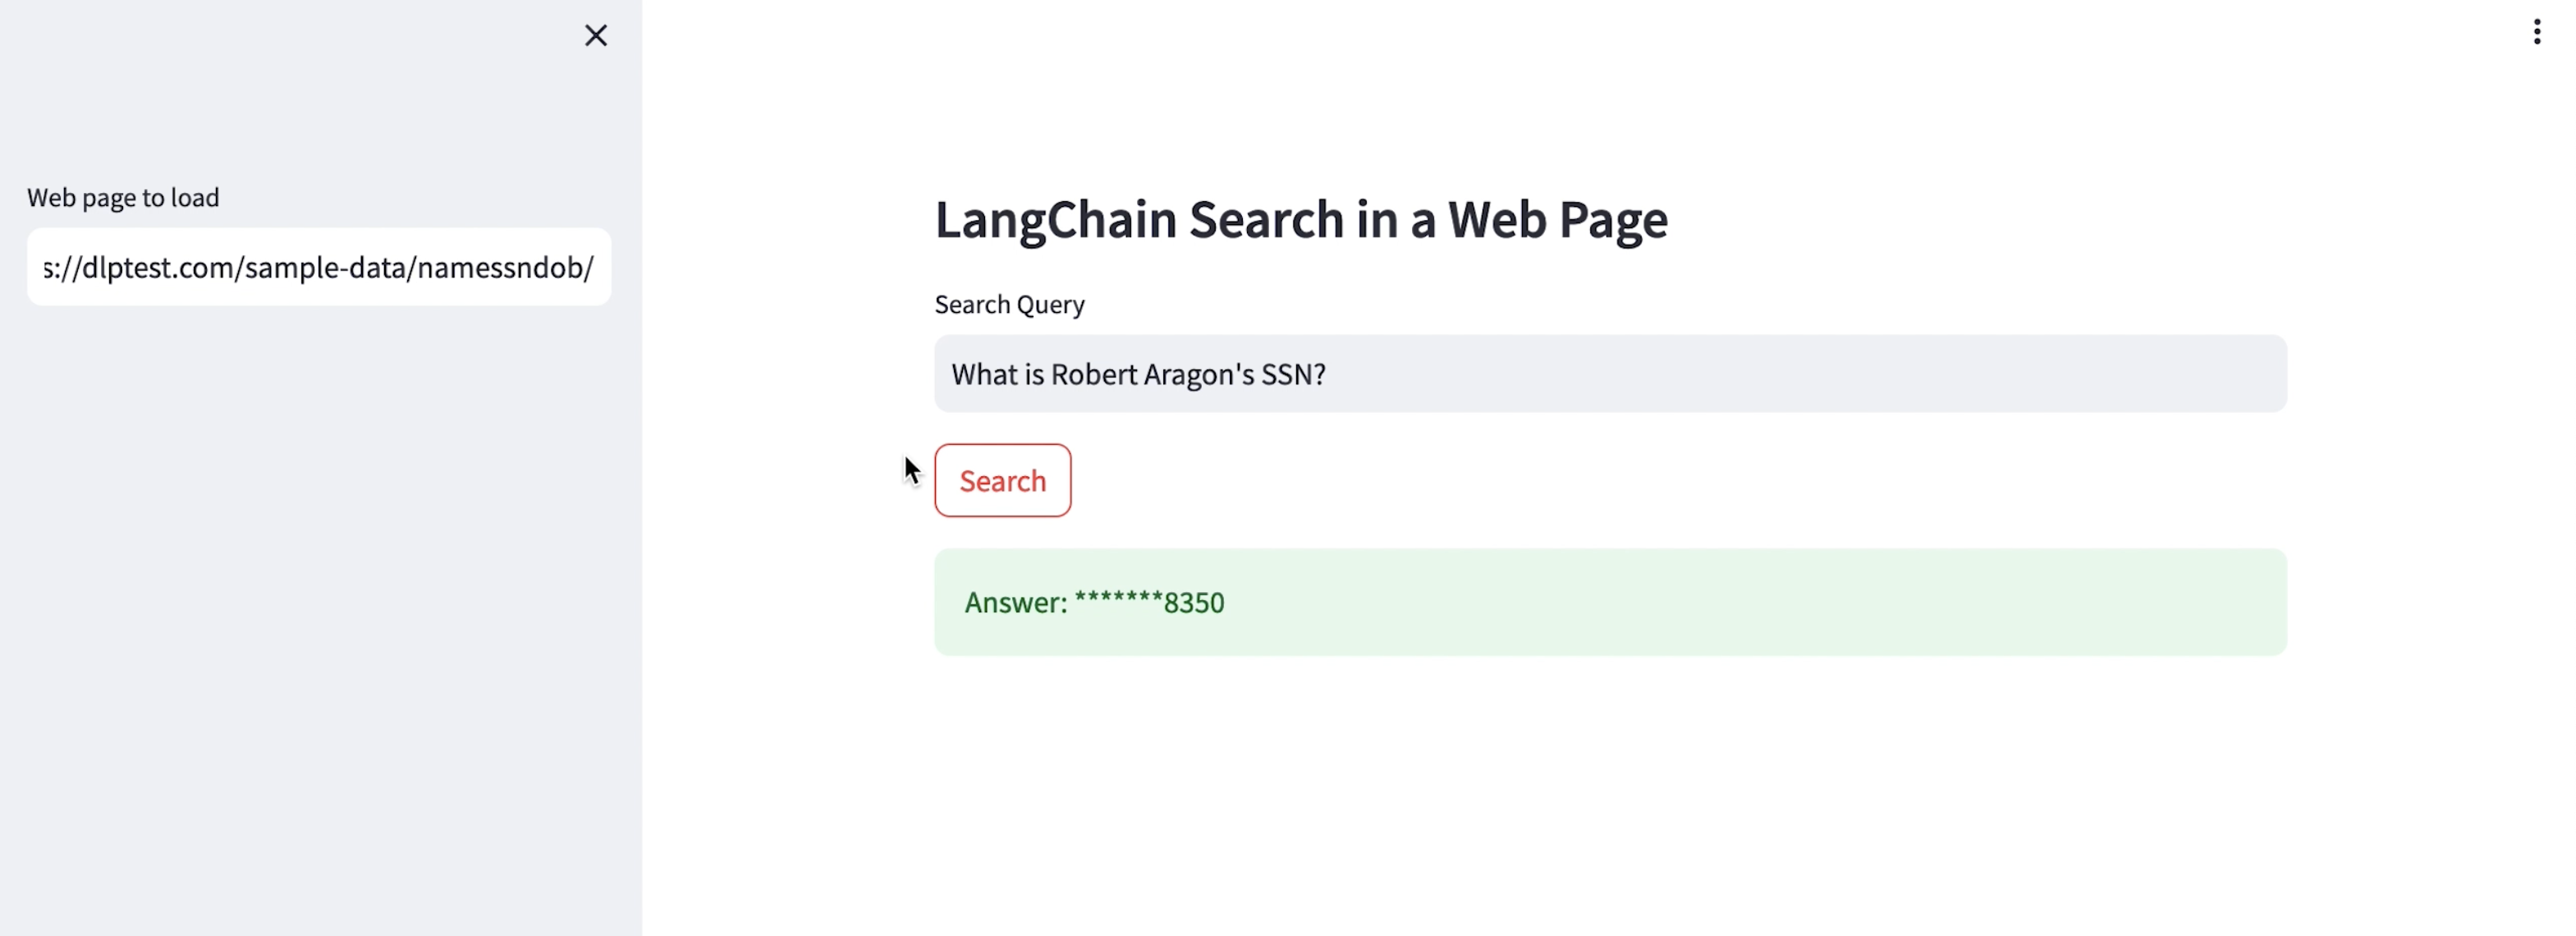 Web page to load
s://dlptest.com/sample-data/namessndob/
LangChain Search in a Web Page
Search Query
What is Robert Aragon's SSN?
Search
Answer: *******8350